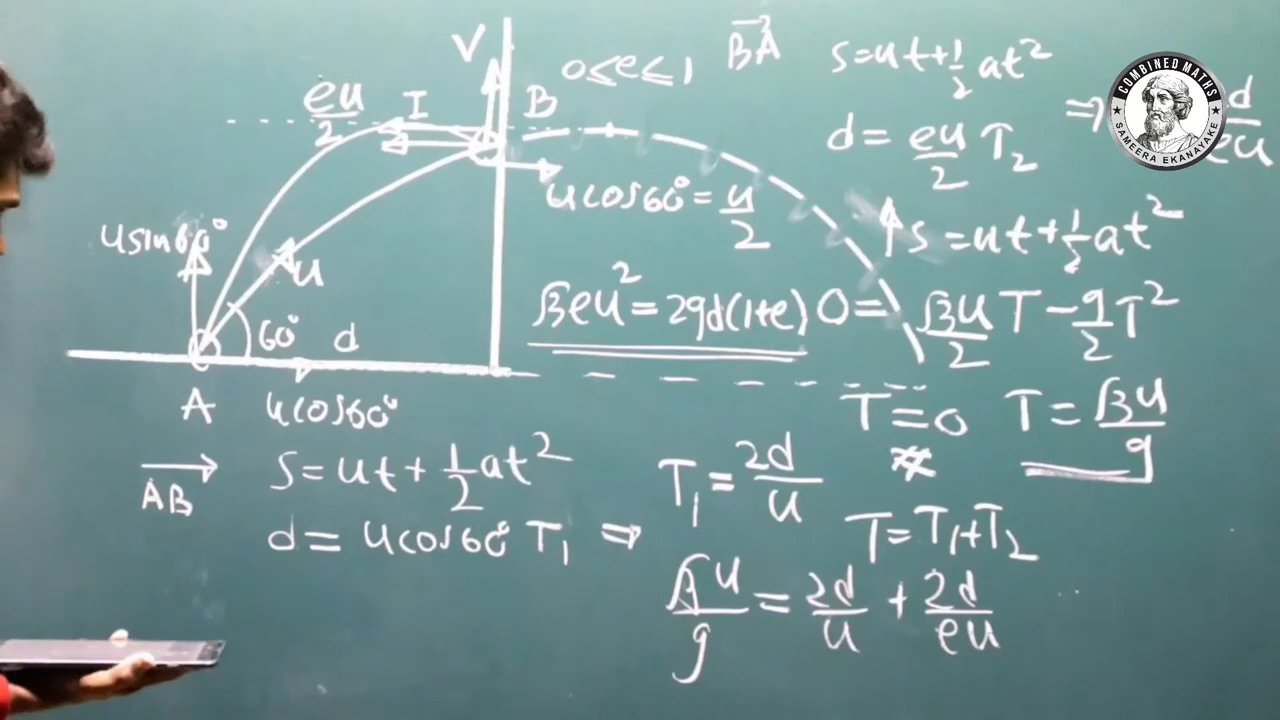 V
0≤e≤1
BA
S=ut+½at²
eu/2
I
B
d = eu/2 T₂
⇒
d
eu
ucos60° = u/2
usin60°
u
S=ut+½at²
√3eu² = 2gd(1+e)
0 = √3u/2 T - g/2 T²
60°
d
A
ucos60°
T=0
T = √3u/g
AB
S=ut+½at²
T₁ = 2d/u
d = ucos60° T₁ ⇒
T=T₁+T₂
√3u/g = 2d/u + 2d/eu
COMBINED MATHS
SAMEERA EKANAYAKE